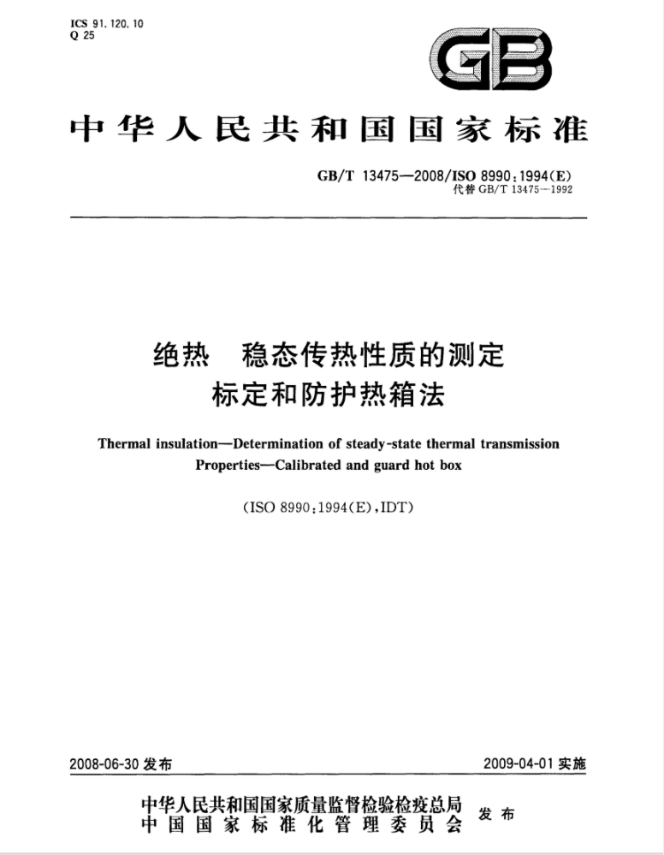 ICS 91.120.10
Q 25
GB
中华人民共和国国家标准
GB/T 13475—2008/ISO 8990:1994(E)
代替 GB/T 13475—1992
绝热 稳态传热性质的测定
标定和防护热箱法
Thermal insulation—Determination of steady-state thermal transmission
Properties—Calibrated and guard hot box
(ISO 8990:1994(E),IDT)
2008-06-30 发布
2009-04-01 实施
中华人民共和国国家质量监督检验检疫总局
中国国家标准化管理委员会
发布